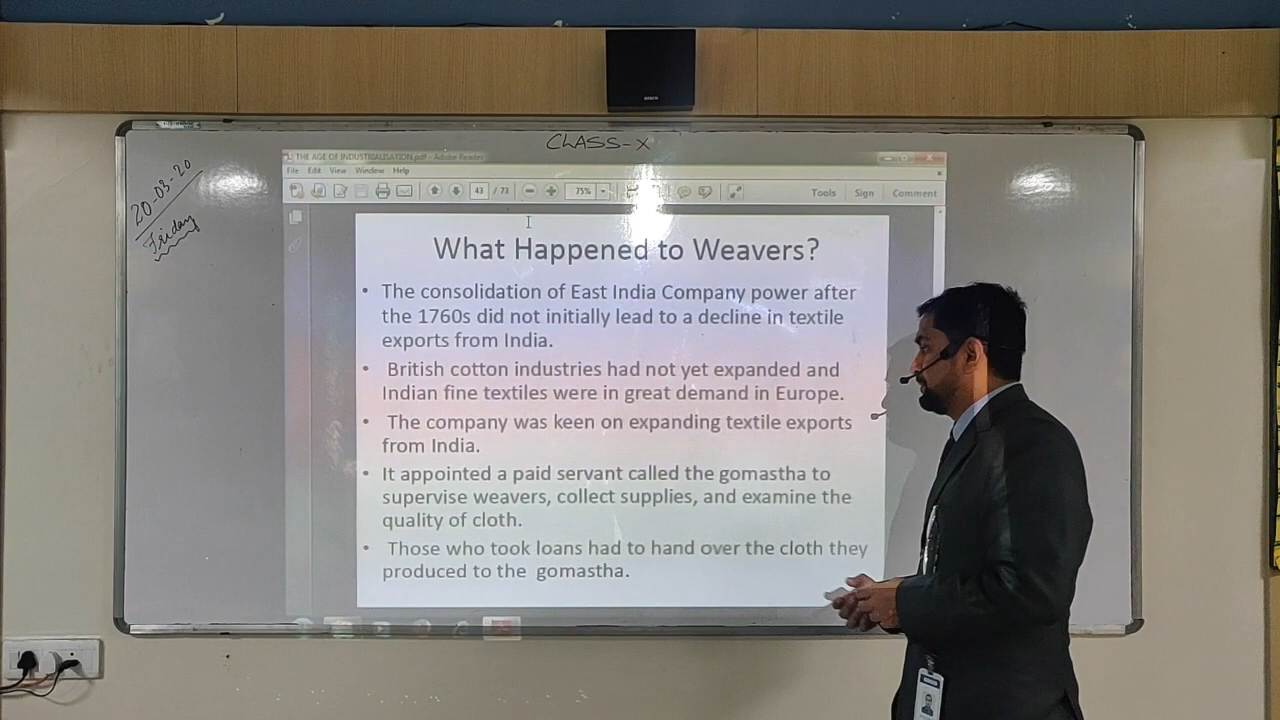 CLASS-X
20-03-20
Friday
THE AGE OF INDUSTRIALISATION.pdf - Adobe Reader
File Edit View Window Help
43 / 73 75% Tools Sign Comment
What Happened to Weavers?
• The consolidation of East India Company power after
the 1760s did not initially lead to a decline in textile
exports from India.
• British cotton industries had not yet expanded and
Indian fine textiles were in great demand in Europe.
• The company was keen on expanding textile exports
from India.
• It appointed a paid servant called the gomastha to
supervise weavers, collect supplies, and examine the
quality of cloth.
• Those who took loans had to hand over the cloth they
produced to the gomastha.